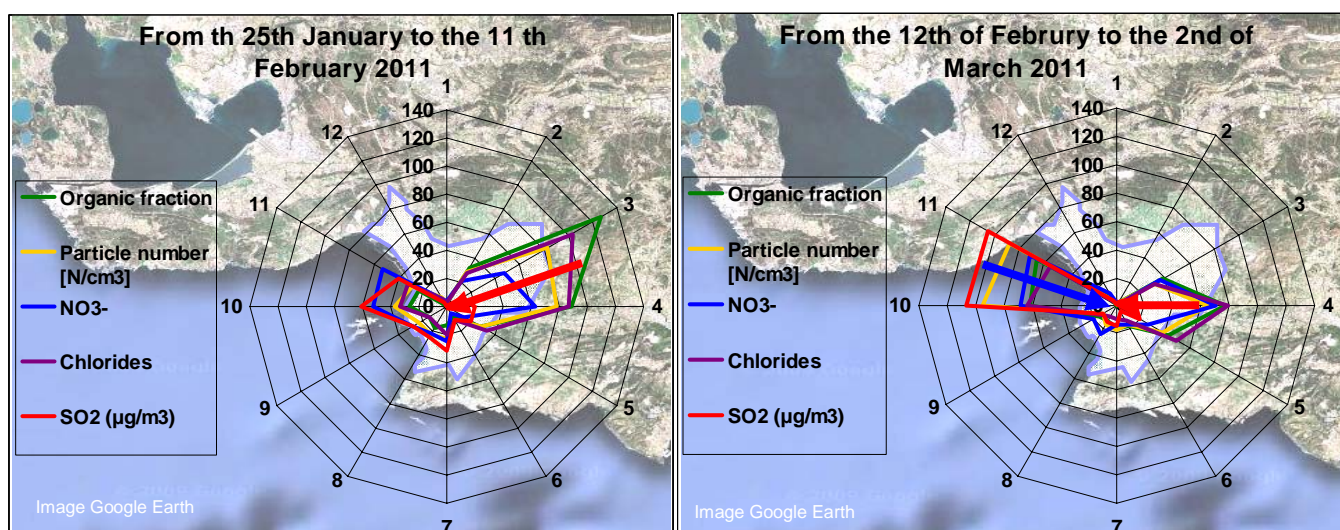 From th 25th January to the 11 th
February 2011
1
2
3
4
5
6
7
8
9
10
11
12
140
120
100
80
60
40
20
0
Organic fraction
Particle number
[N/cm3]
NO3-
Chlorides
SO2 (µg/m3)
Image Google Earth
From the 12th of Februry to the 2nd of
March 2011
1
2
3
4
5
6
7
8
9
10
11
12
140
120
100
80
60
40
20
0
Organic fraction
Particle number
[N/cm3]
NO3-
Chlorides
SO2 (µg/m3)
Image Google Earth